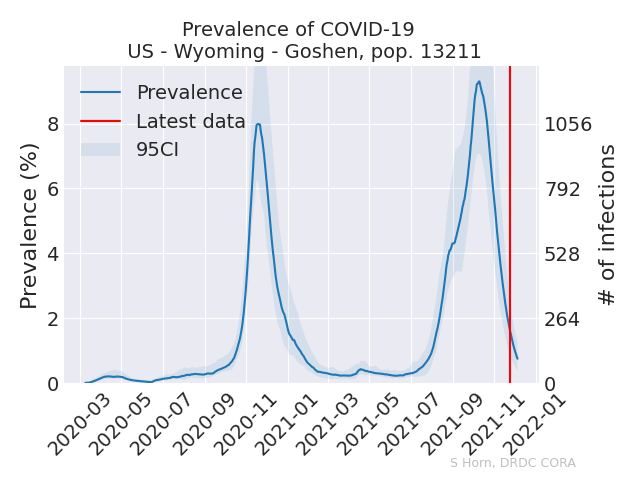 Prevalence of COVID-19
US - Wyoming - Goshen, pop. 13211
Prevalence
Latest data
95CI
Prevalence (%)
8
6
4
2
0
1056
792
528
264
0
# of infections
2020-03
2020-05
2020-07
2020-09
2020-11
2021-01
2021-03
2021-05
2021-07
2021-09
2021-11
2022-01
S Horn, DRDC CORA